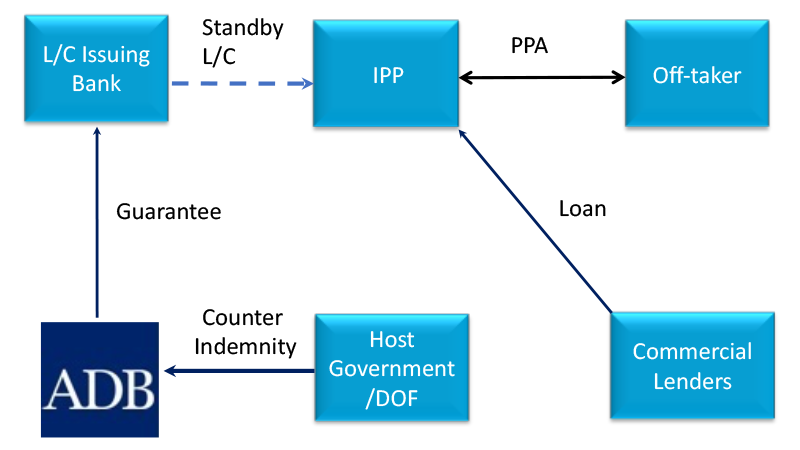 L/C Issuing
Bank
Standby
L/C
IPP
PPA
Off-taker
Guarantee
Loan
ADB
Counter
Indemnity
Host
Government
/DOF
Commercial
Lenders